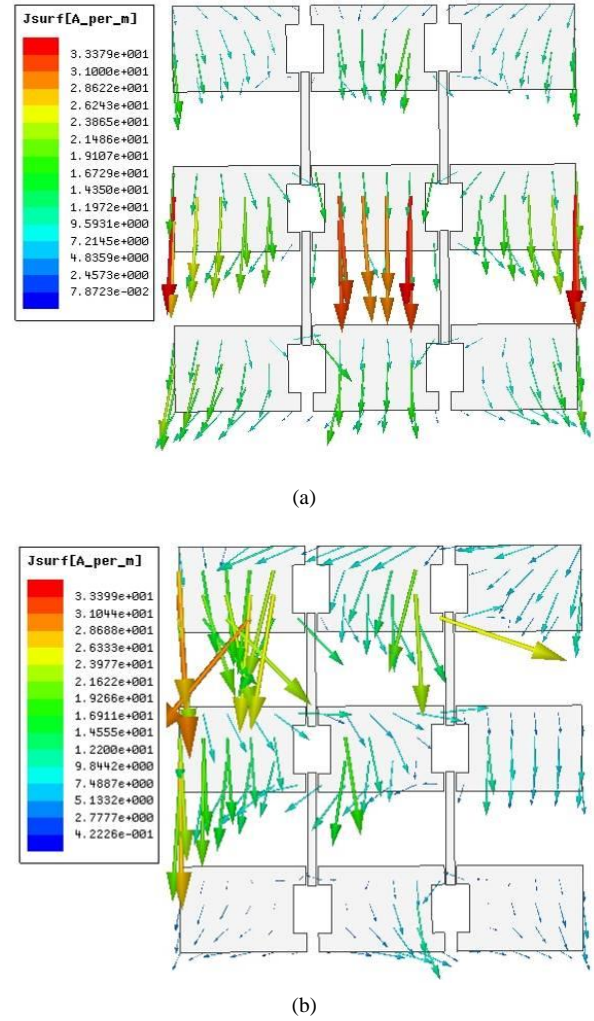 Jsurf[A_per_m]
3.3379e+001
3.1000e+001
2.8622e+001
2.6243e+001
2.3865e+001
2.1486e+001
1.9107e+001
1.6729e+001
1.4350e+001
1.1972e+001
9.5931e+000
7.2145e+000
4.8359e+000
2.4573e+000
7.8723e-002
(a)
Jsurf[A_per_m]
3.3399e+001
3.1044e+001
2.8688e+001
2.6333e+001
2.3977e+001
2.1622e+001
1.9266e+001
1.6911e+001
1.4555e+001
1.2200e+001
9.8442e+000
7.4887e+000
5.1332e+000
2.7777e+000
4.2226e-001
(b)